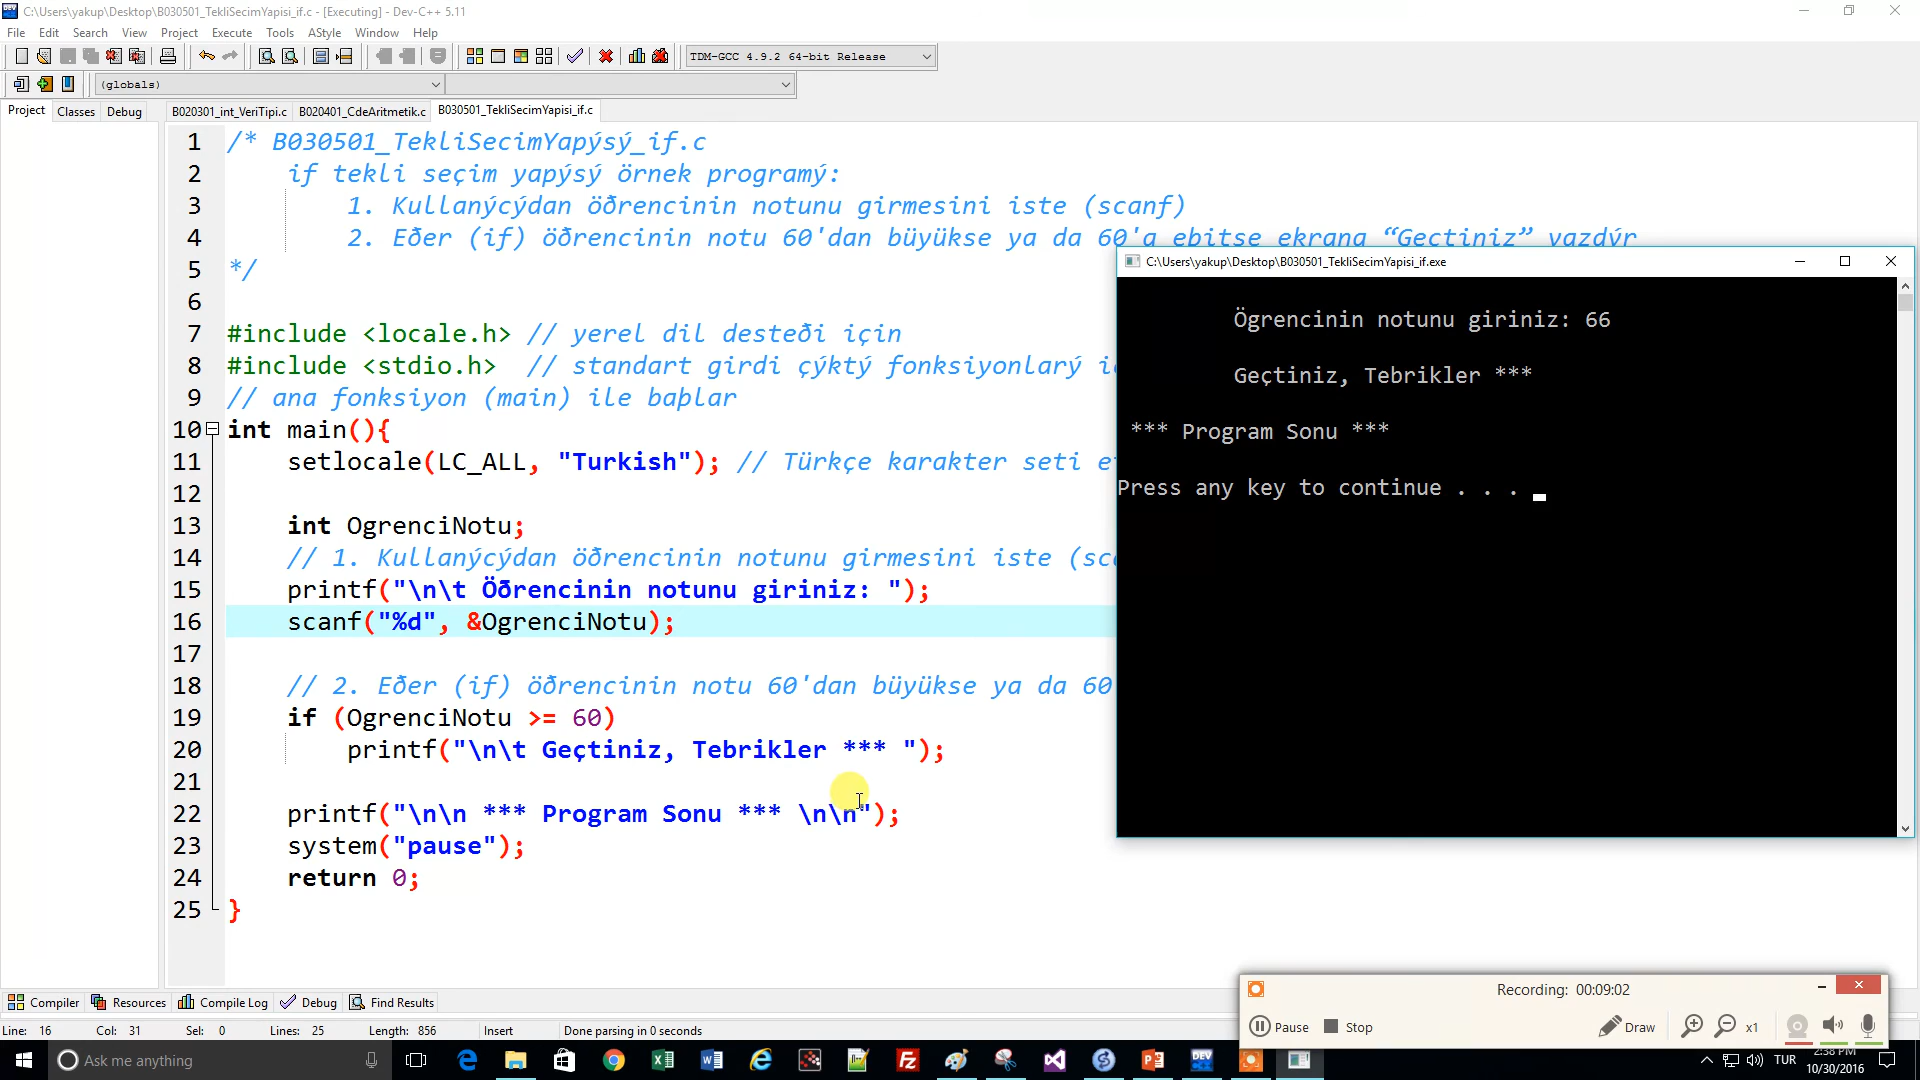 C:\Users\yakup\Desktop\B030501_TekliSecimYapisi_if.c - [Executing] - Dev-C++ 5.11
File Edit Search View Project Execute Tools AStyle Window Help
TDM-GCC 4.9.2 64-bit Release
(globals)
Project Classes Debug B020301_int_VeriTipi.c B020401_CdeAritmetik.c B030501_TekliSecimYapisi_if.c
1 /* B030501_TekliSecimYapýsý_if.c
2 if tekli seçim yapýsý örnek programý:
3 1. Kullanýcýdan öðrencinin notunu girmesini iste (scanf)
4 2. Eðer (if) öðrencinin notu 60'dan büyükse ya da 60'a ebitse ekrana “Gectiniz” yazdýr
5 */
6
7 #include <locale.h> // yerel dil desteði için
8 #include <stdio.h> // standart girdi çýktý fonksiyonlarý
9 // ana fonksiyon (main) ile baþlar
10 int main(){
11 setlocale(LC_ALL, "Turkish"); // Türkçe karakter seti
12
13 int OgrenciNotu;
14 // 1. Kullanýcýdan öðrencinin notunu girmesini iste (sc
15 printf("\n\t Öðrencinin notunu giriniz: ");
16 scanf("%d", &OgrenciNotu);
17
18 // 2. Eðer (if) öðrencinin notu 60'dan büyükse ya da 60
19 if (OgrenciNotu >= 60)
20 printf("\n\t Geçtiniz, Tebrikler *** ");
21
22 printf("\n\n *** Program Sonu *** \n\n");
23 system("pause");
24 return 0;
25 }
C:\Users\yakup\Desktop\B030501_TekliSecimYapisi_if.exe
Ögrencinin notunu giriniz: 66
Geçtiniz, Tebrikler ***
*** Program Sonu ***
Press any key to continue . . .
Compiler Resources Compile Log Debug Find Results
Line: 16 Col: 31 Sel: 0 Lines: 25 Length: 856 Insert Done parsing in 0 seconds
Recording: 00:09:02
Pause Stop Draw x1
Ask me anything
TUR
2:38 PM
10/30/2016